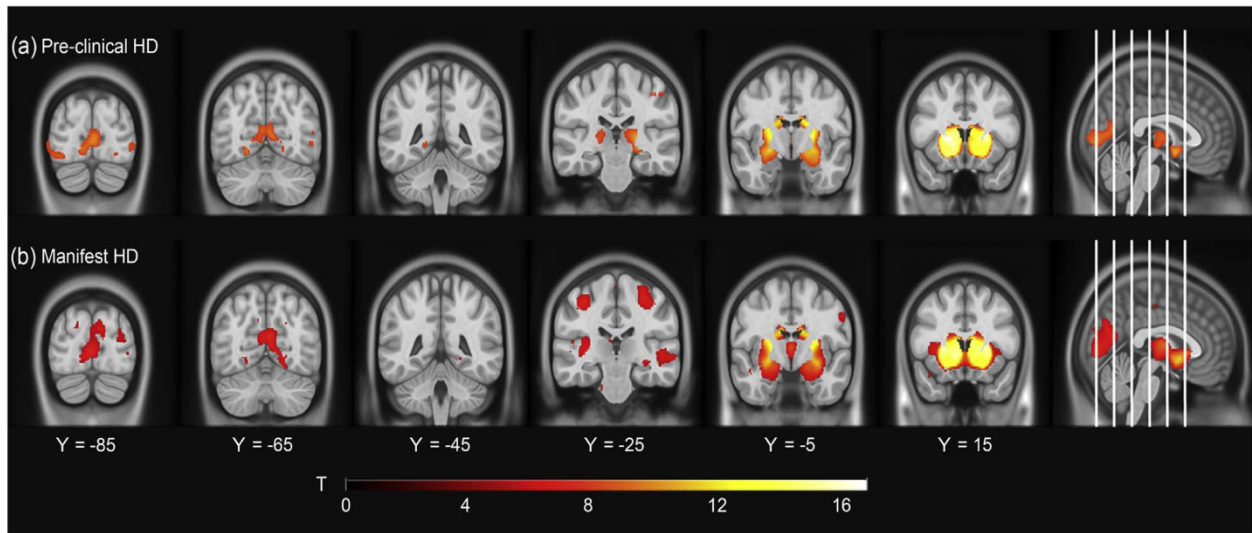 (a) Pre-clinical HD
(b) Manifest HD
Y = -85 Y = -65 Y = -45 Y = -25 Y = -5 Y = 15
T
0 4 8 12 16